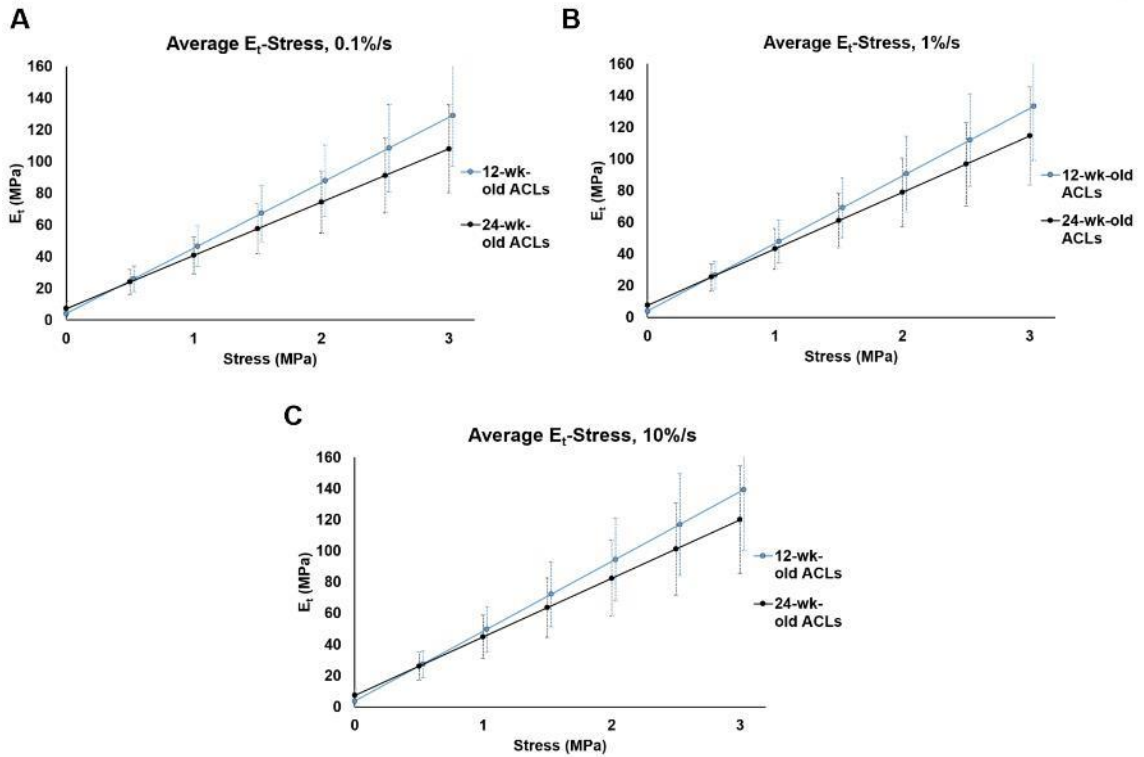 A
Average Eₜ-Stress, 0.1%/s
160
140
120
100
80
60
40
20
0
Eₜ (MPa)
0
1
2
3
Stress (MPa)
12-wk-
old ACLs
24-wk-
old ACLs
B
Average Eₜ-Stress, 1%/s
160
140
120
100
80
60
40
20
0
Eₜ (MPa)
0
1
2
3
Stress (MPa)
12-wk-old
ACLs
24-wk-old
ACLs
C
Average Eₜ-Stress, 10%/s
160
140
120
100
80
60
40
20
0
Eₜ (MPa)
0
1
2
3
Stress (MPa)
12-wk-
old ACLs
24-wk-
old ACLs